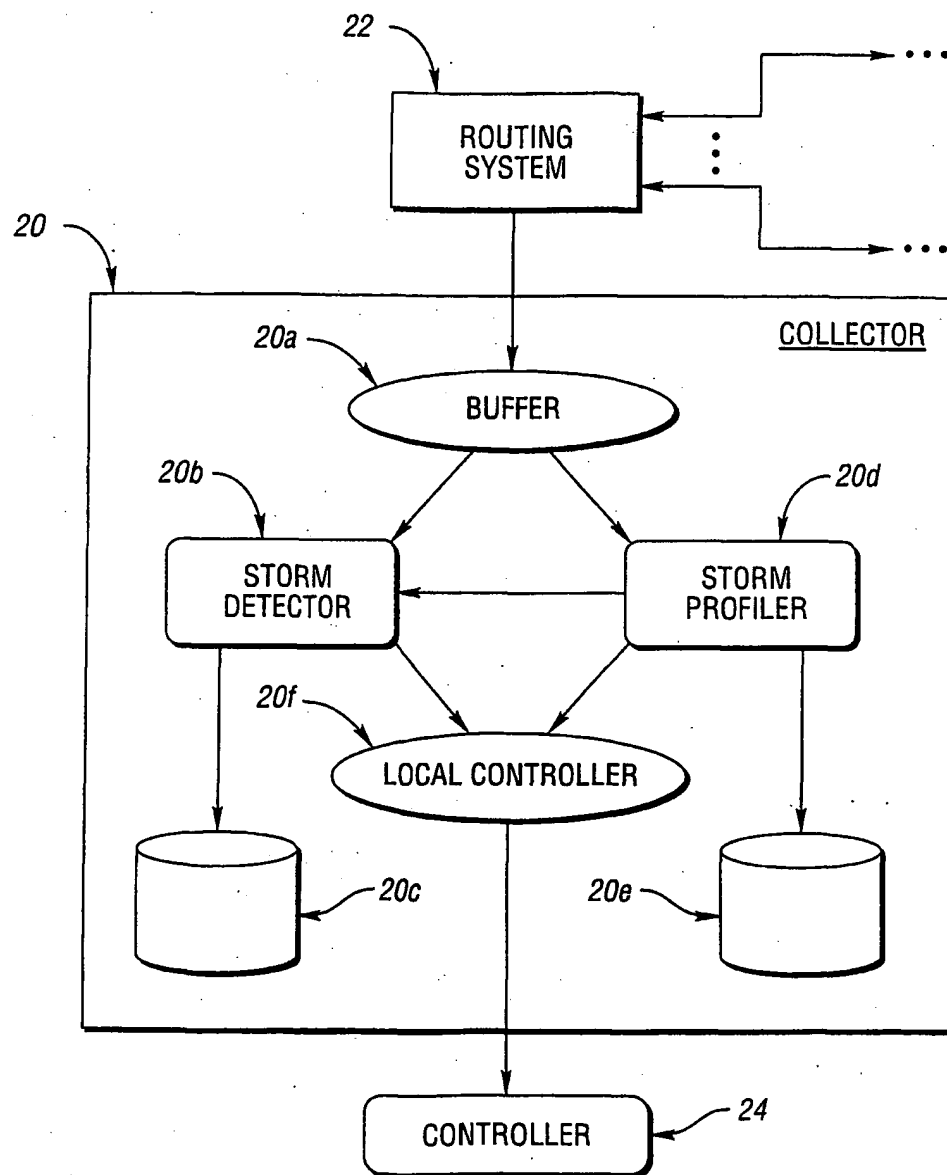 22
ROUTING
SYSTEM
20
COLLECTOR
20a
BUFFER
20b
20d
STORM
DETECTOR
STORM
PROFILER
20f
LOCAL CONTROLLER
20c
20e
CONTROLLER
24